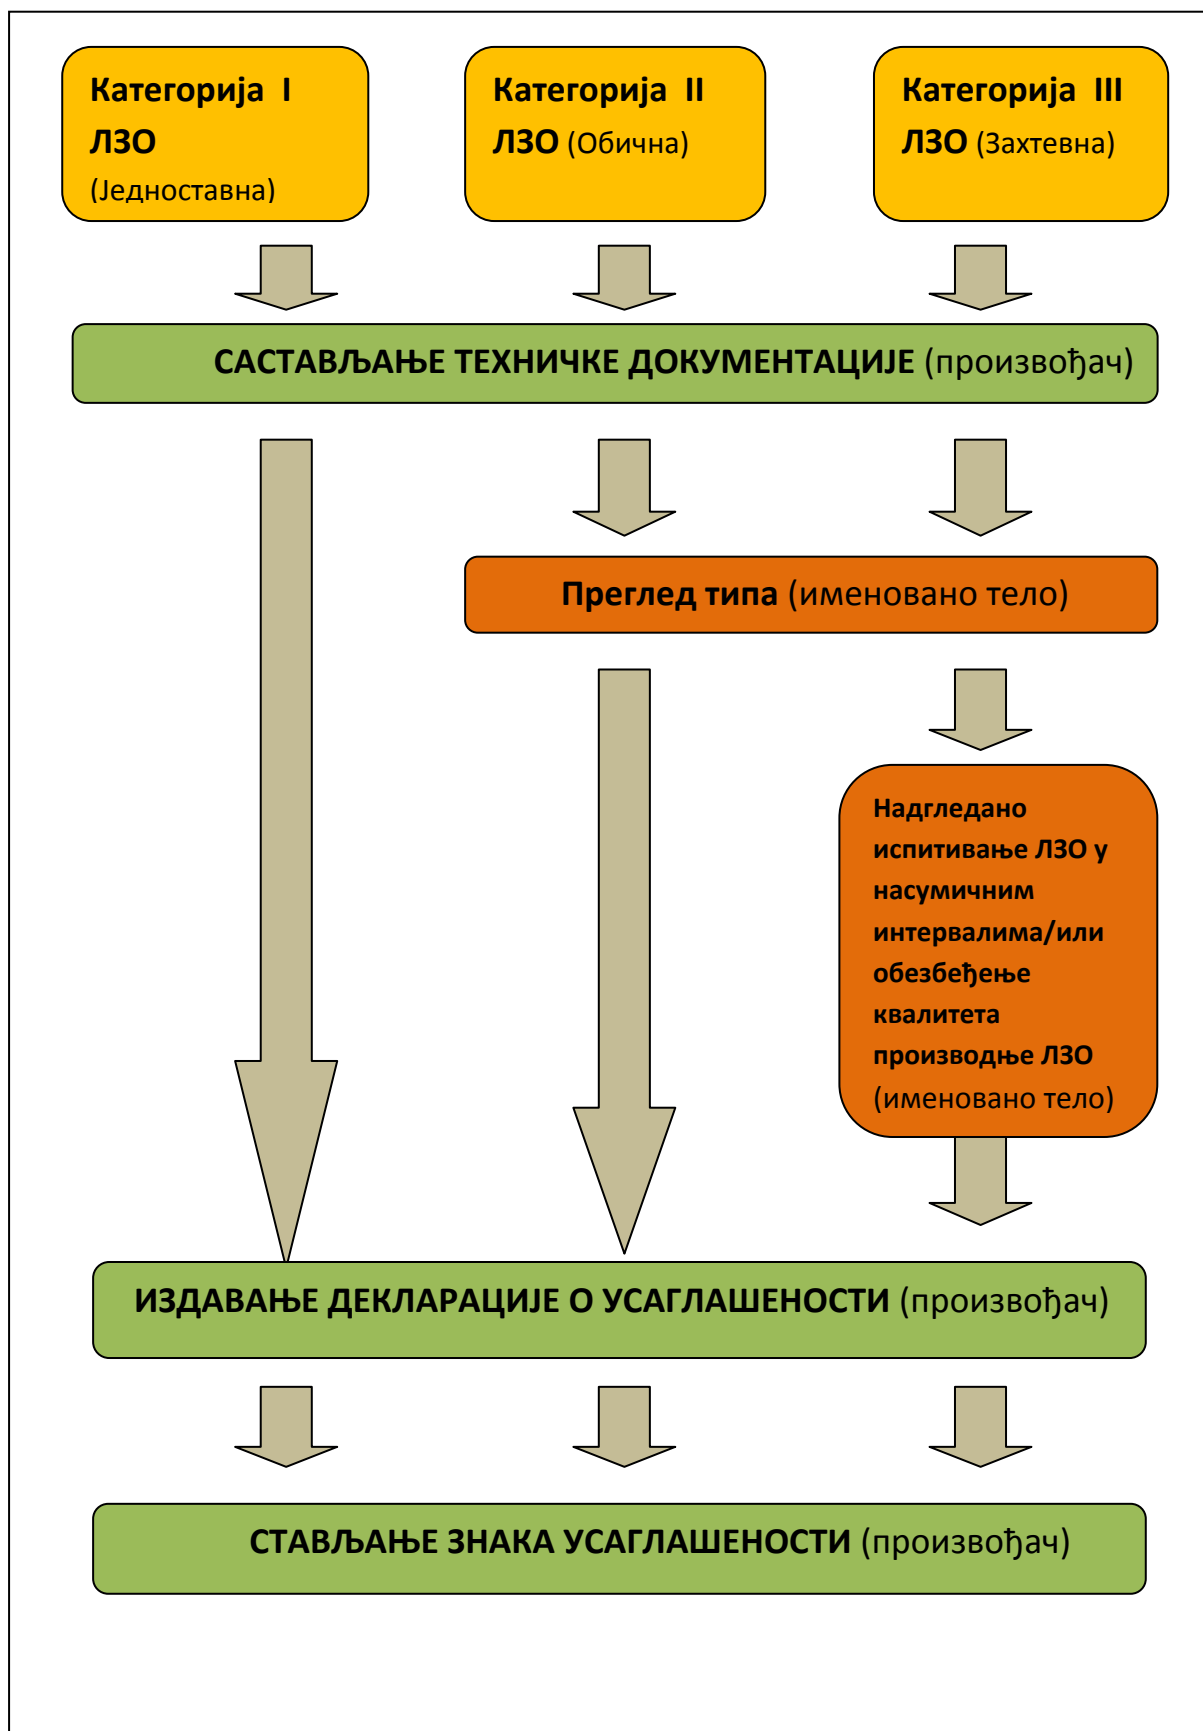 Категорија I
ЛЗО
(Једноставна)
Категорија II
ЛЗО (Обична)
Категорија III
ЛЗО (Захтевна)
САСТАВЉАЊЕ ТЕХНИЧКЕ ДОКУМЕНТАЦИЈЕ (произвођач)
Преглед типа (именовано тело)
Надгледано
испитивање ЛЗО у
насумичним
интервалима/или
обезбеђење
квалитета
производње ЛЗО
(именовано тело)
ИЗДАВАЊЕ ДЕКЛАРАЦИЈЕ О УСАГЛАШЕНОСТИ (произвођач)
СТАВЉАЊЕ ЗНАКА УСАГЛАШЕНОСТИ (произвођач)